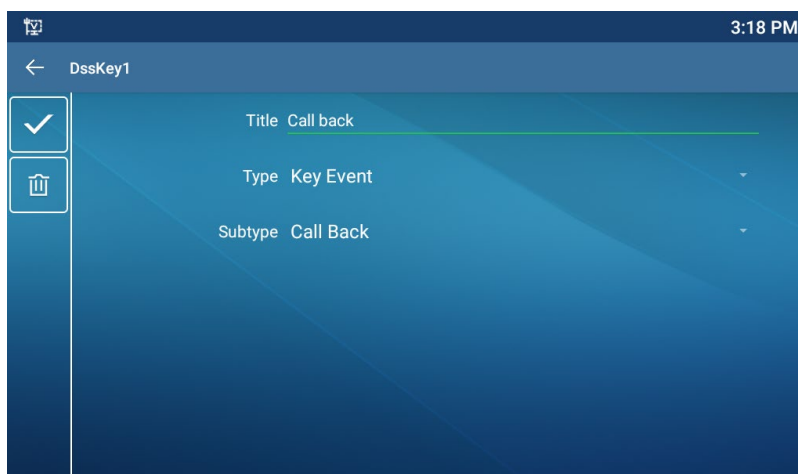 3:18 PM
DssKey1
Title Call back
Type Key Event
Subtype Call Back